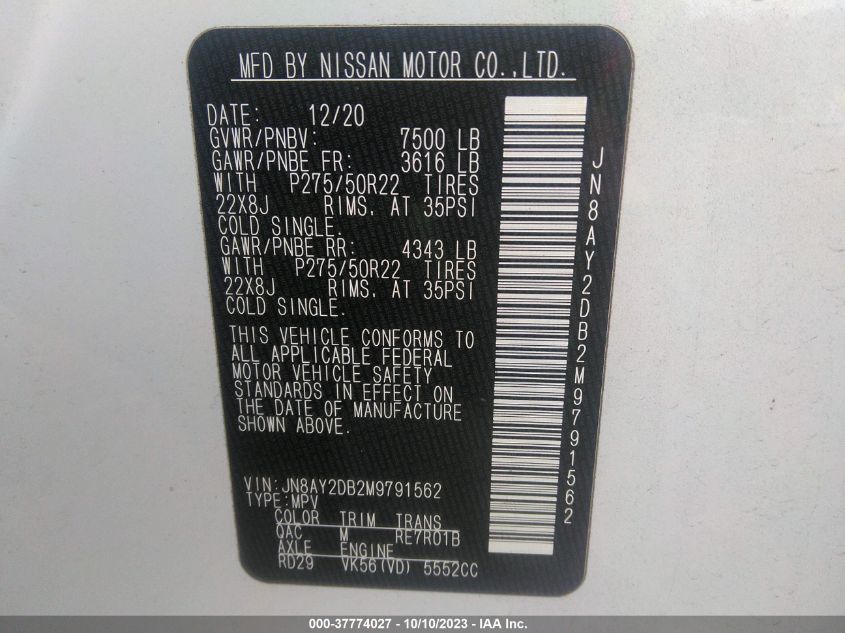 MFD BY NISSAN MOTOR CO.,LTD.
DATE: 12/20
GVWR/PNBV: 7500 LB
GAWR/PNBE FR: 3616 LB
WITH P275/50R22 TIRES
22X8J RIMS, AT 35PSI
COLD SINGLE.
GAWR/PNBE RR: 4343 LB
WITH P275/50R22 TIRES
22X8J RIMS, AT 35PSI
COLD SINGLE.
THIS VEHICLE CONFORMS TO
ALL APPLICABLE FEDERAL
MOTOR VEHICLE SAFETY
STANDARDS IN EFFECT ON
THE DATE OF MANUFACTURE
SHOWN ABOVE.
VIN: JN8AY2DB2M9791562
TYPE: MPV
COLOR TRIM TRANS
QAC M RE7R01B
AXLE ENGINE
RD29 VK56(VD) 5552CC
JN8AY2DB2M9791562
000-37774027 - 10/10/2023 - IAA Inc.